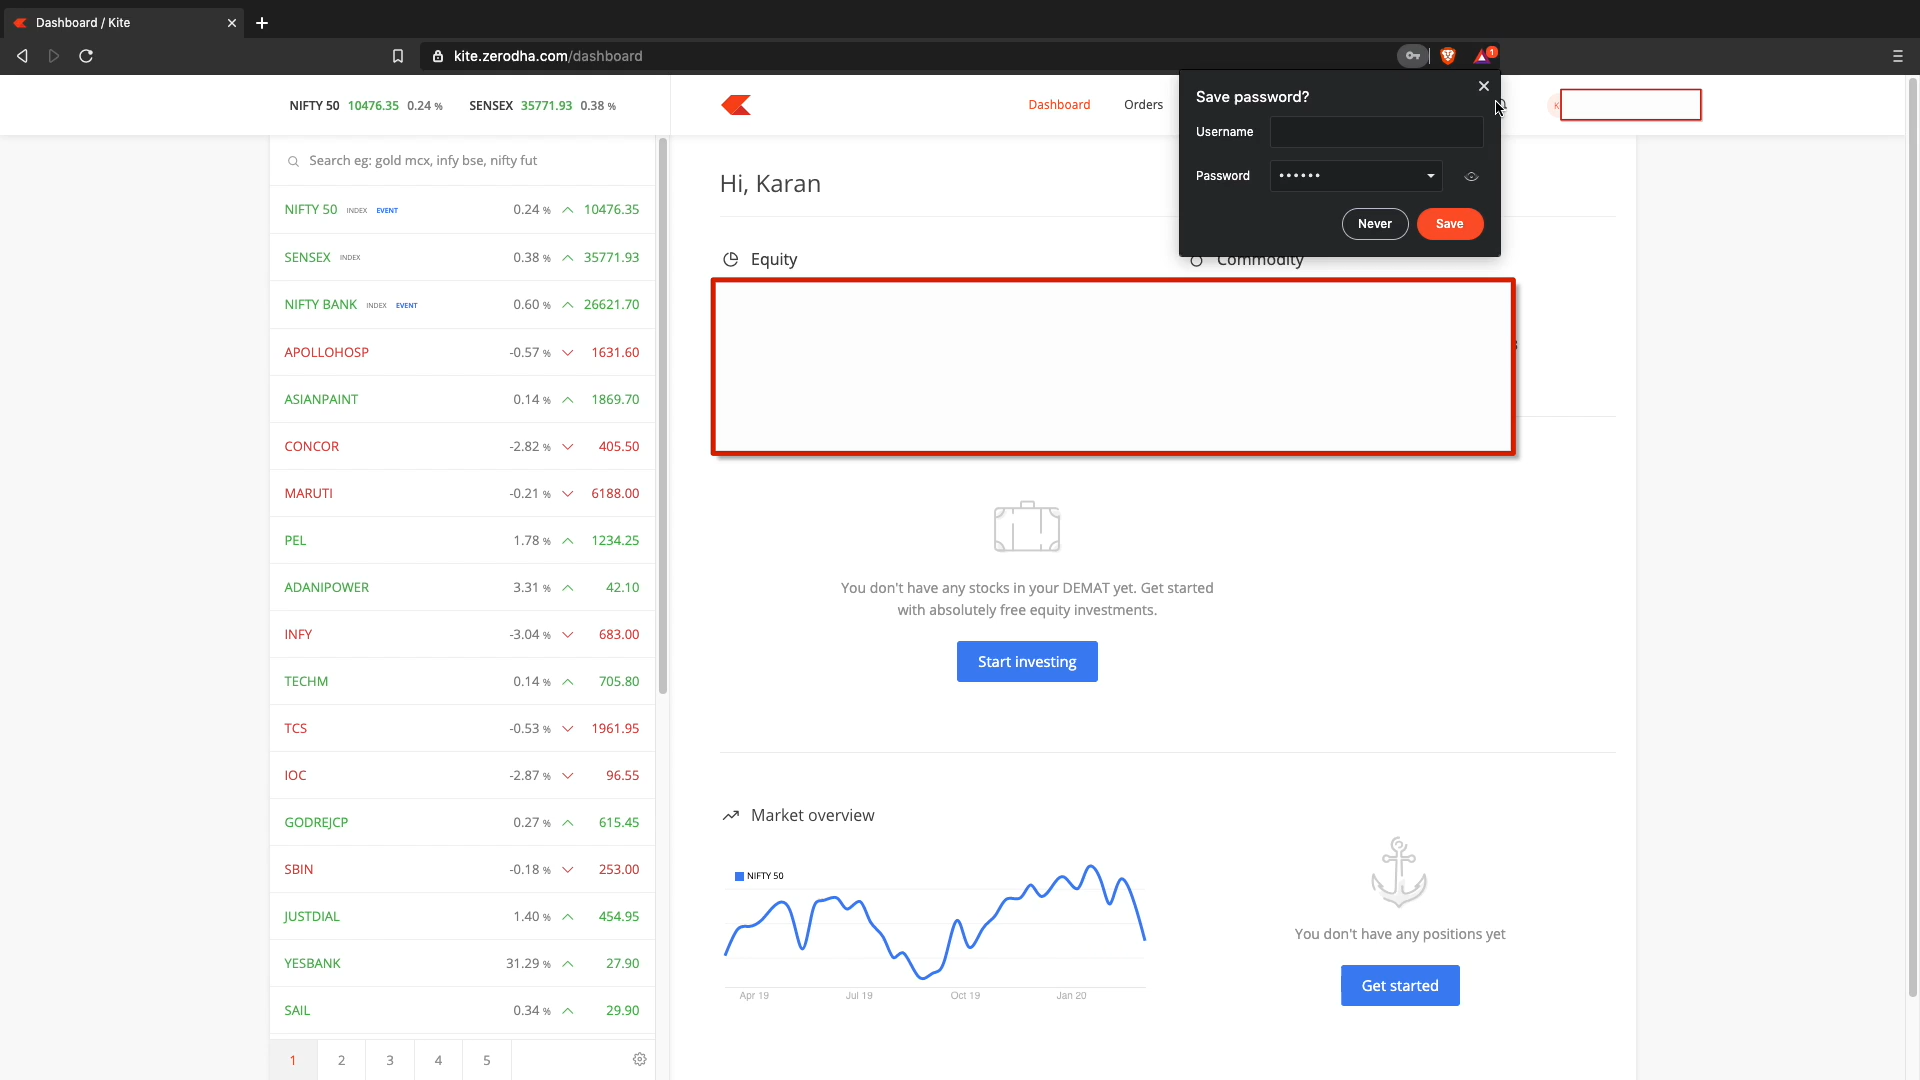 Dashboard / Kite
kite.zerodha.com/dashboard
1
NIFTY 50 10476.35 0.24 % SENSEX 35771.93 0.38 %
Dashboard Orders
K
Save password?
Username
Password ••••••
Never Save
Search eg: gold mcx, infy bse, nifty fut
NIFTY 50 INDEX EVENT 0.24 % 10476.35
SENSEX INDEX 0.38 % 35771.93
NIFTY BANK INDEX EVENT 0.60 % 26621.70
APOLLOHOSP -0.57 % 1631.60
ASIANPAINT 0.14 % 1869.70
CONCOR -2.82 % 405.50
MARUTI -0.21 % 6188.00
PEL 1.78 % 1234.25
ADANIPOWER 3.31 % 42.10
INFY -3.04 % 683.00
TECHM 0.14 % 705.80
TCS -0.53 % 1961.95
IOC -2.87 % 96.55
GODREJCP 0.27 % 615.45
SBIN -0.18 % 253.00
JUSTDIAL 1.40 % 454.95
YESBANK 31.29 % 27.90
SAIL 0.34 % 29.90
1 2 3 4 5
Hi, Karan
Equity
Commodity
You don't have any stocks in your DEMAT yet. Get started
with absolutely free equity investments.
Start investing
Market overview
NIFTY 50
Apr 19 Jul 19 Oct 19 Jan 20
You don't have any positions yet
Get started